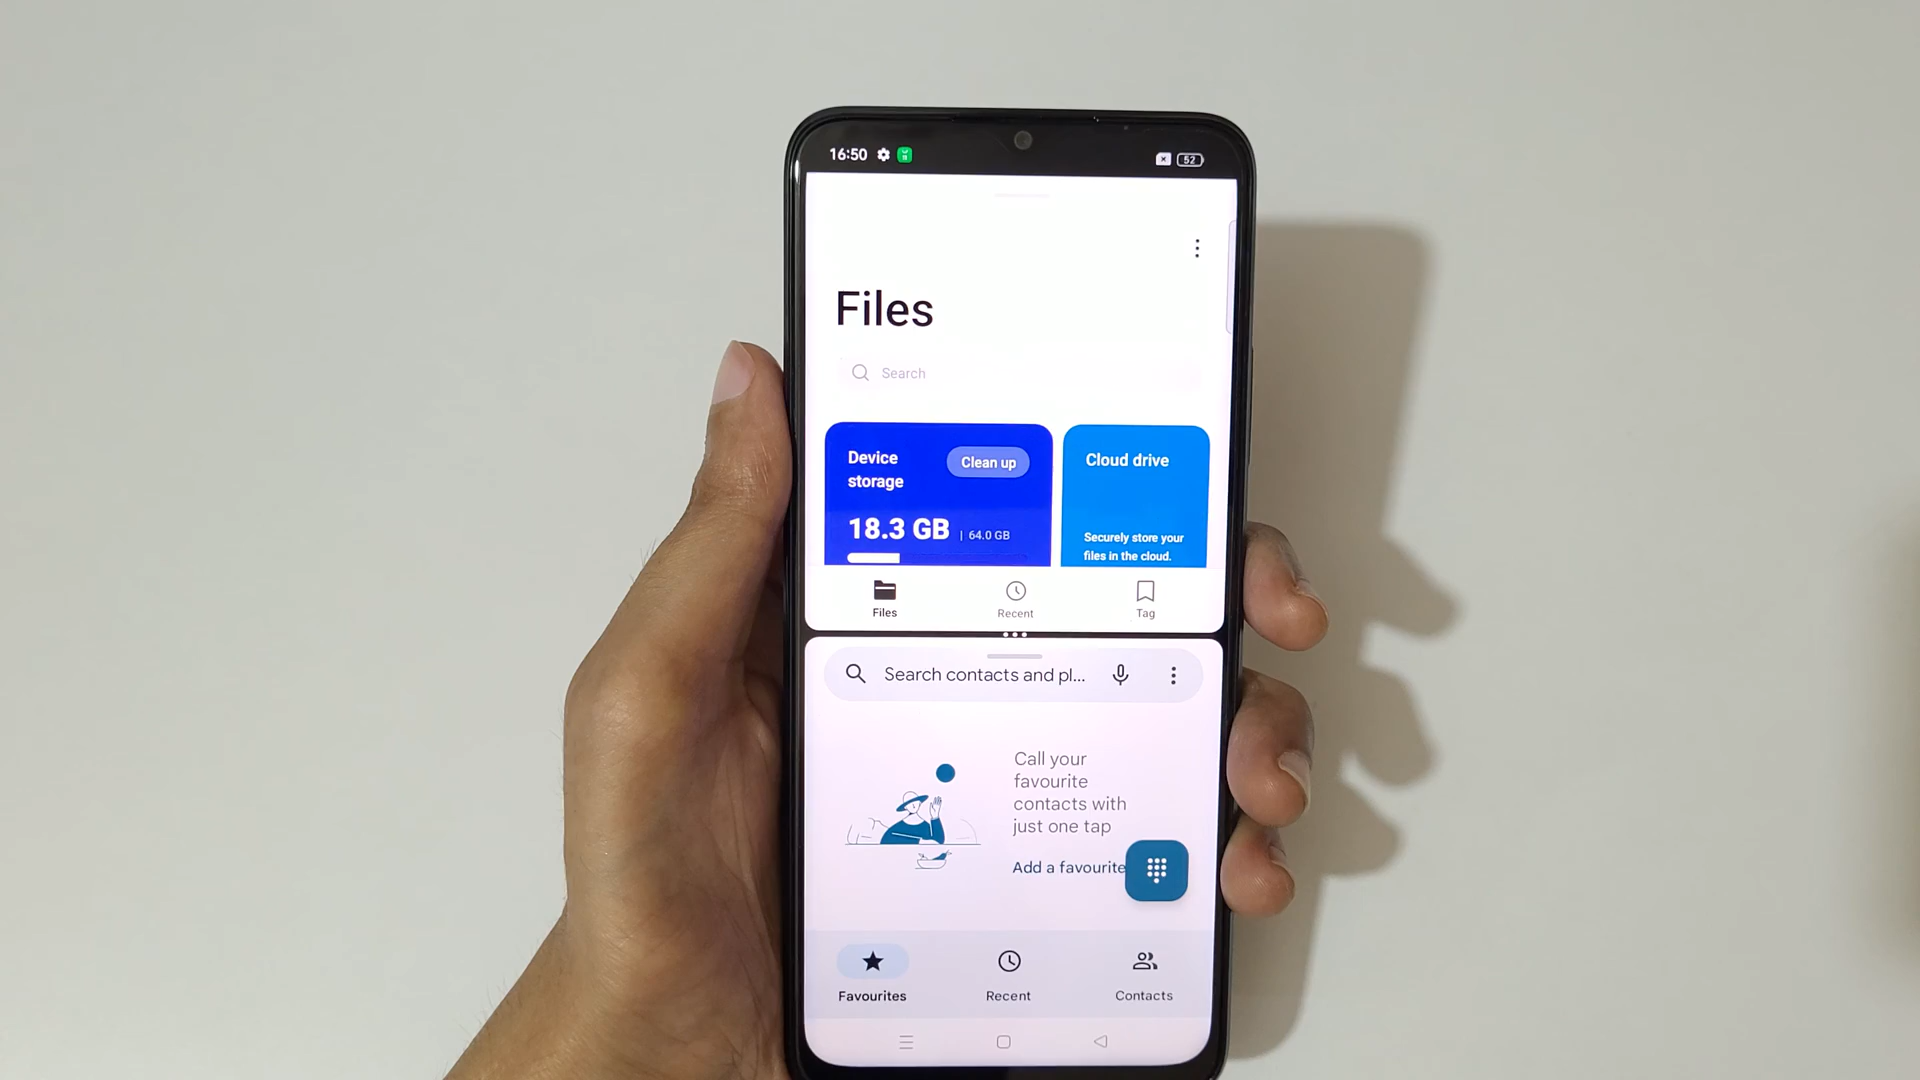 16:50
52
Files
Search
Device
storage
Clean up
18.3 GB | 64.0 GB
Cloud drive
Securely store your
files in the cloud.
Files
Recent
Tag
Search contacts and pl...
Call your
favourite
contacts with
just one tap
Add a favourite
Favourites
Recent
Contacts